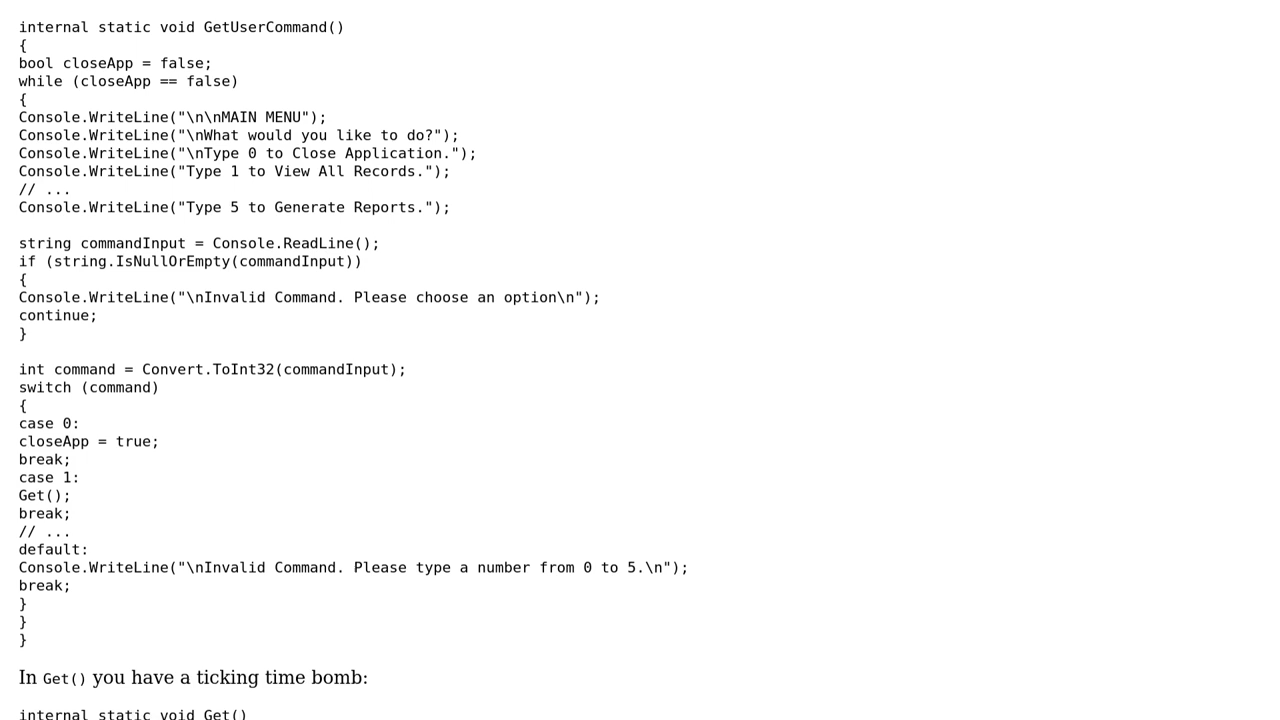 internal static void GetUserCommand()
{
bool closeApp = false;
while (closeApp == false)
{
Console.WriteLine("\n\nMAIN MENU");
Console.WriteLine("\nWhat would you like to do?");
Console.WriteLine("\nType 0 to Close Application.");
Console.WriteLine("Type 1 to View All Records.");
// ...
Console.WriteLine("Type 5 to Generate Reports.");

string commandInput = Console.ReadLine();
if (string.IsNullOrEmpty(commandInput))
{
Console.WriteLine("\nInvalid Command. Please choose an option\n");
continue;
}

int command = Convert.ToInt32(commandInput);
switch (command)
{
case 0:
closeApp = true;
break;
case 1:
Get();
break;
// ...
default:
Console.WriteLine("\nInvalid Command. Please type a number from 0 to 5.\n");
break;
}
}
}

In Get() you have a ticking time bomb:

internal static void Get()